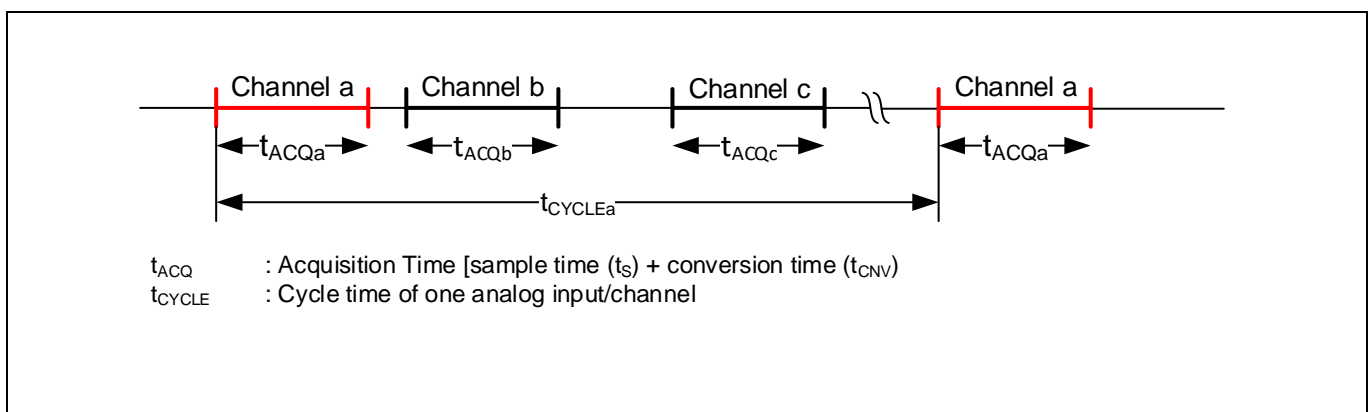 Channel a Channel b Channel c Channel a
tACQa tACQb tACQc tACQa
tCYCLEa
tACQ : Acquisition Time [sample time (tS) + conversion time (tCNV)
tCYCLE : Cycle time of one analog input/channel